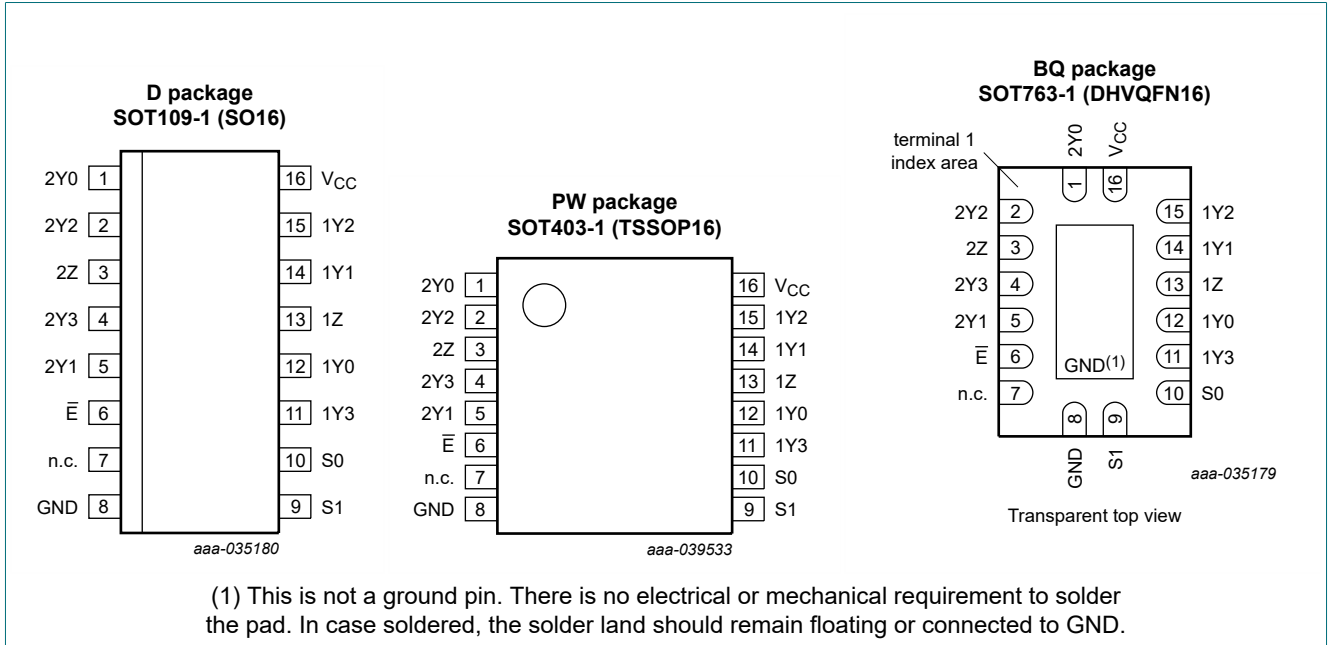 D package
SOT109-1 (SO16)
2Y0 1
2Y2 2
2Z 3
2Y3 4
2Y1 5
E̅ 6
n.c. 7
GND 8
16 VCC
15 1Y2
14 1Y1
13 1Z
12 1Y0
11 1Y3
10 S0
9 S1
aaa-035180
PW package
SOT403-1 (TSSOP16)
2Y0 1
2Y2 2
2Z 3
2Y3 4
2Y1 5
E̅ 6
n.c. 7
GND 8
16 VCC
15 1Y2
14 1Y1
13 1Z
12 1Y0
11 1Y3
10 S0
9 S1
aaa-039533
BQ package
SOT763-1 (DHVQFN16)
terminal 1
index area
2Y0 1
VCC 16
2Y2 2
2Z 3
2Y3 4
2Y1 5
E̅ 6
n.c. 7
15 1Y2
14 1Y1
13 1Z
12 1Y0
11 1Y3
10 S0
GND(1)
8 GND
9 S1
aaa-035179
Transparent top view
(1) This is not a ground pin. There is no electrical or mechanical requirement to solder
the pad. In case soldered, the solder land should remain floating or connected to GND.